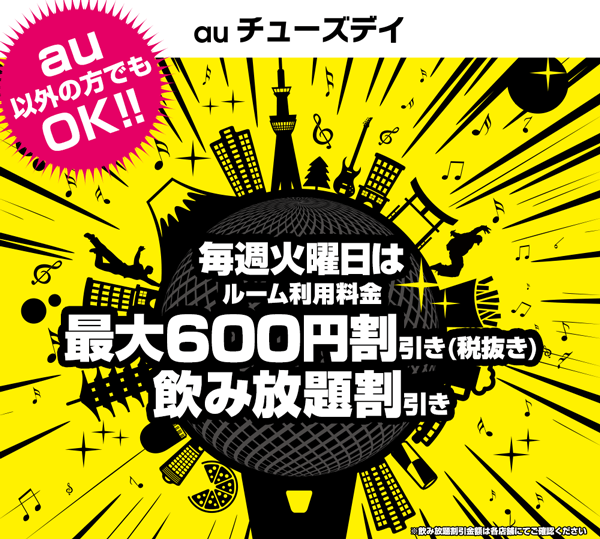 au チューズデイ
au
以外の方でも
OK!!
毎週火曜日は
ルーム利用料金
最大600円割引き(税抜き)
飲み放題割引き
※飲み放題割引金額は各店舗にてご確認ください